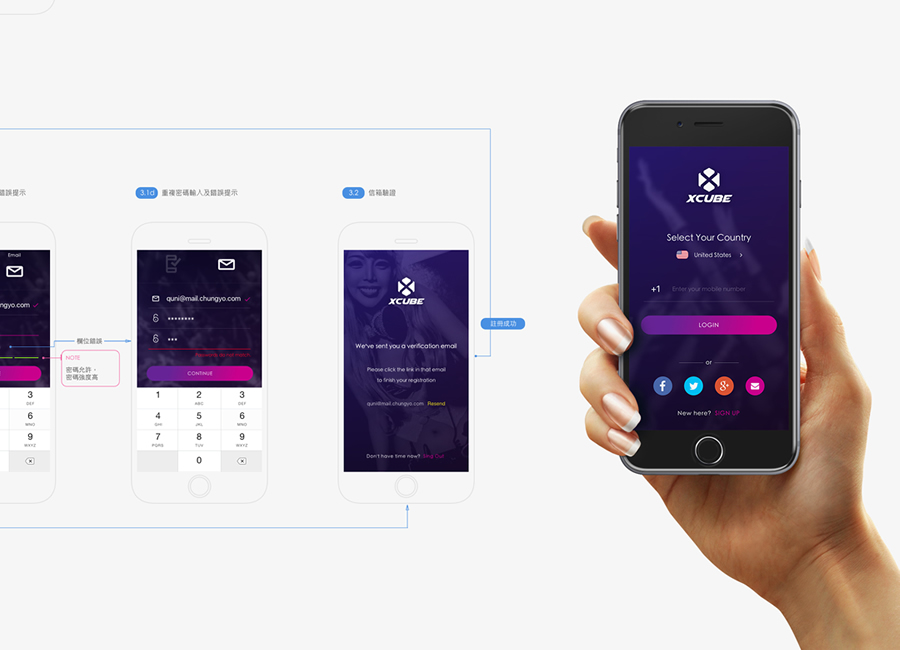 錯誤提示
Email
ngyo.com
NOTE
密碼允許，
密碼強度高
3
DEF
6
MNO
9
WXYZ
欄位錯誤
3.1d 重複密碼輸入及錯誤提示
quni@mail.chungyo.com
********
***
CONTINUE
1 2 3
ABC DEF
4 5 6
GHI JKL MNO
7 8 9
PQRS TUV WXYZ
0
3.2 信箱驗證
XCUBE
We've sent you a verification email
Please click the link in that email
to finish your registration
quni@mail.chungyo.com Resend
Don't have time now? Log Out
註冊成功
XCUBE
Select Your Country
United States >
+1 Enter your mobile number
LOGIN
or
f
g+
New here? SIGN UP